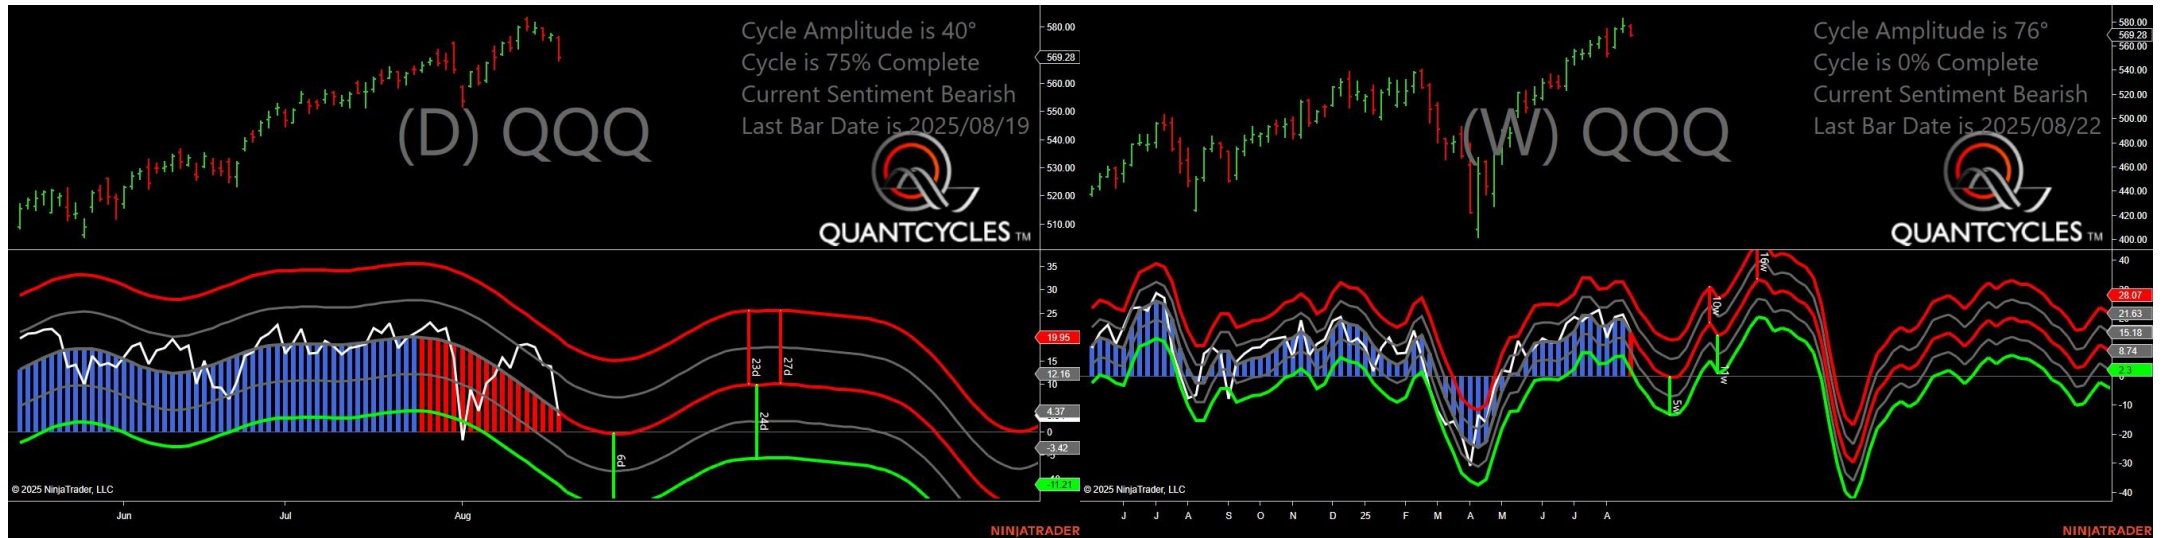 Cycle Amplitude is 40°
Cycle is 75% Complete
Current Sentiment Bearish
Last Bar Date is 2025/08/19
(D) QQQ
QUANTCYCLES TM
580.00
569.28
560.00
550.00
540.00
530.00
520.00
510.00
35
30
25
19.95
15
12.16
10
4.37
0
-3.42
-11.21
6d
23d
24d
27d
© 2025 NinjaTrader, LLC
Jun
Jul
Aug
NINJATRADER
Cycle Amplitude is 76°
Cycle is 0% Complete
Current Sentiment Bearish
Last Bar Date is 2025/08/22
(W) QQQ
QUANTCYCLES TM
580.00
569.28
560.00
540.00
520.00
500.00
480.00
460.00
440.00
420.00
400.00
40
28.07
21.63
15.18
8.74
2.3
0
-10
-20
-30
-40
5w
10w
11w
16w
© 2025 NinjaTrader, LLC
J J A S O N D 25 F M A M J J A
NINJATRADER